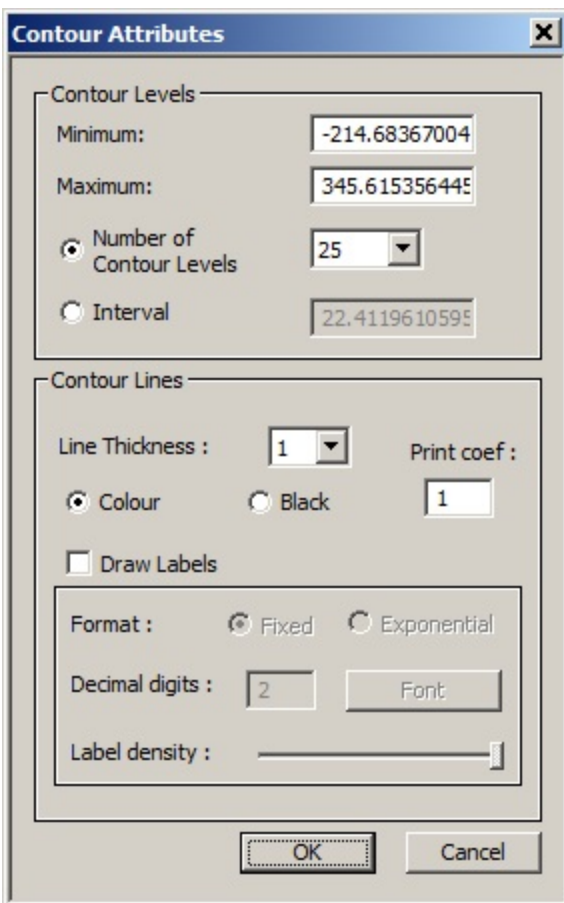 Contour Attributes
Contour Levels
Minimum: -214.68367004
Maximum: 345.615356445
Number of
Contour Levels 25
Interval 22.4119610595
Contour Lines
Line Thickness : 1
Print coef :
Colour Black 1
Draw Labels
Format : Fixed Exponential
Decimal digits : 2 Font
Label density :
OK Cancel